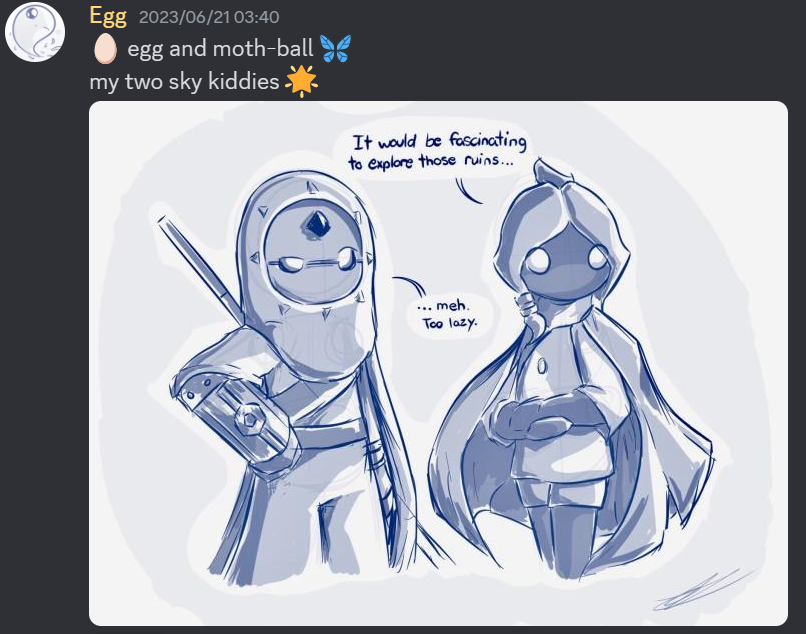 Egg 2023/06/21 03:40
🥚 egg and moth-ball 🦋
my two sky kiddies 🌟
It would be fascinating
to explore those ruins...
... meh.
Too lazy.